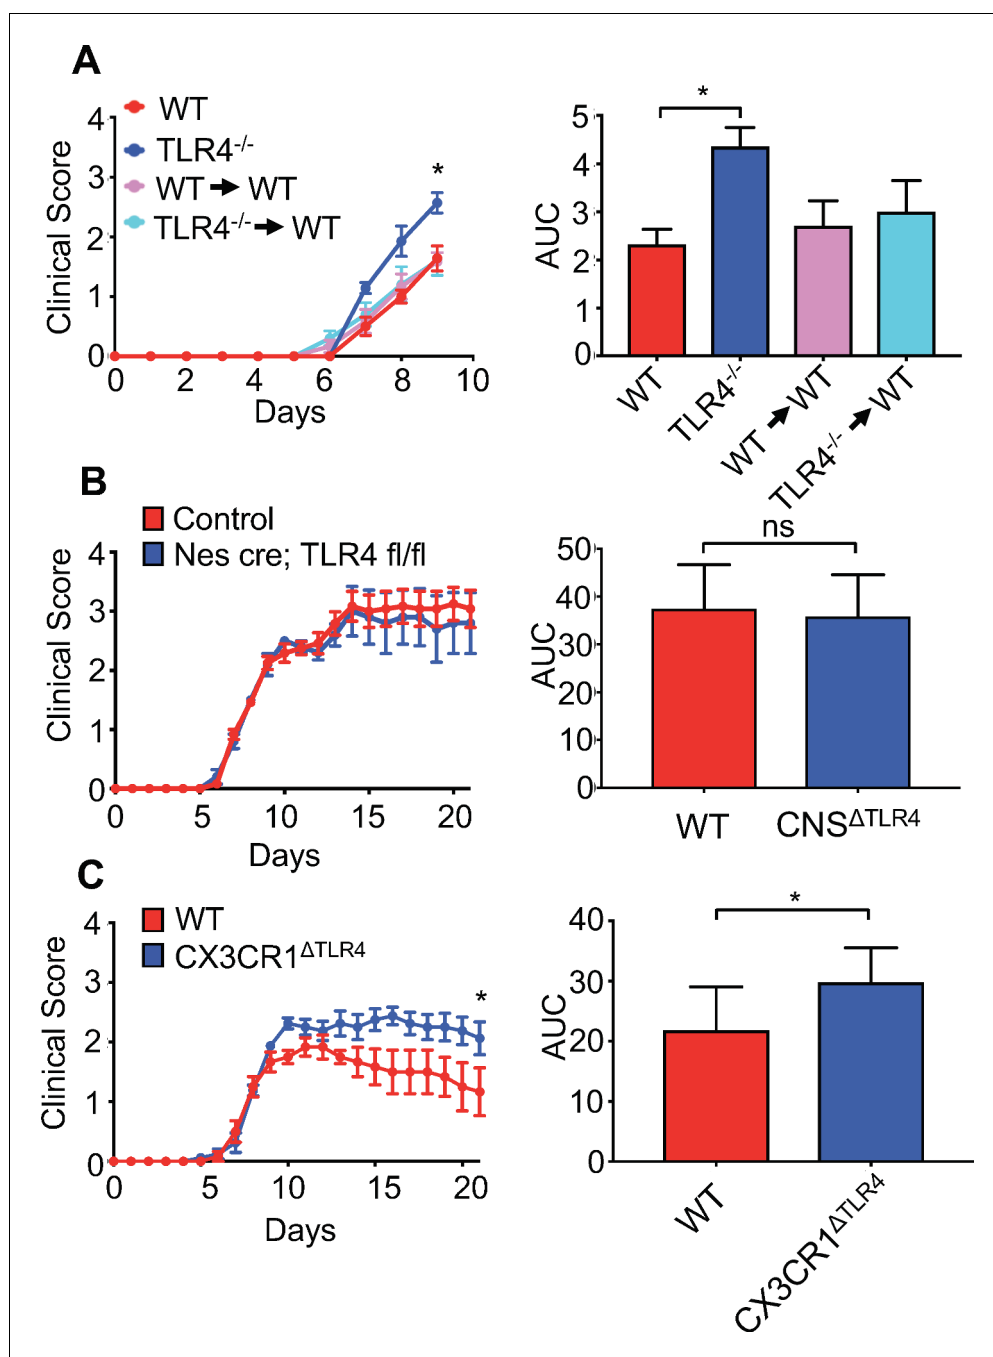 A
WT
TLR4-/-
WT → WT
TLR4-/- → WT
Clinical Score
4
3
2
1
0
*
0 2 4 6 8 10
Days
AUC
5
4
3
2
1
0
*
WT
TLR4-/-
WT → WT
TLR4-/- → WT
B
Control
Nes cre; TLR4 fl/fl
Clinical Score
4
3
2
1
0
0 5 10 15 20
Days
AUC
50
40
30
20
10
0
ns
WT
CNSΔTLR4
C
WT
CX3CR1ΔTLR4
Clinical Score
4
3
2
1
0
*
0 5 10 15 20
Days
AUC
40
30
20
10
0
*
WT
CX3CR1ΔTLR4